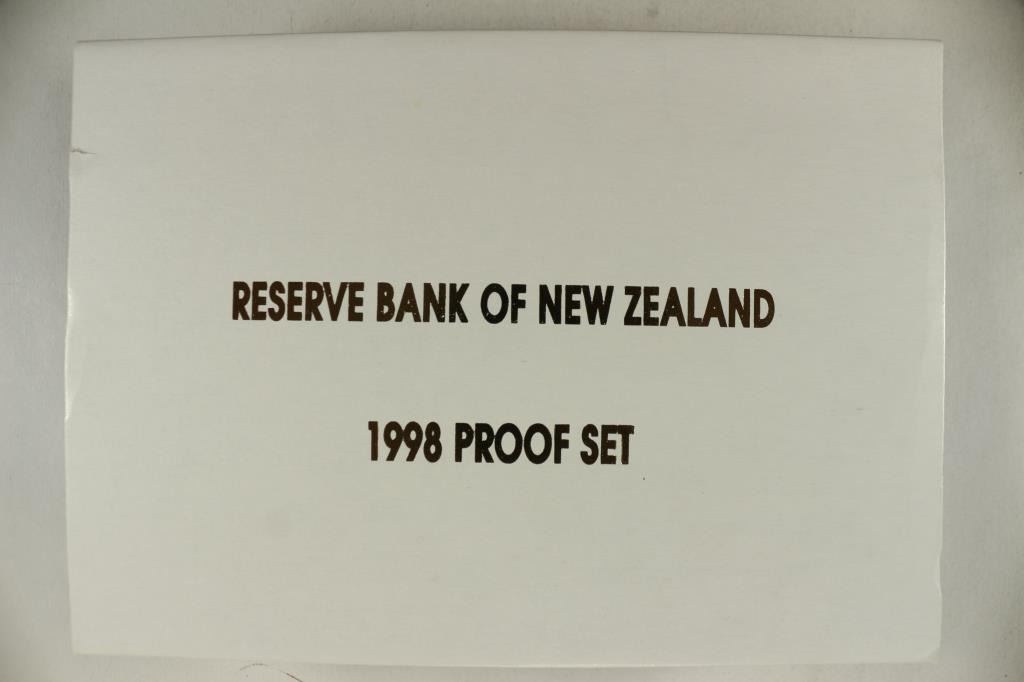 RESERVE BANK OF NEW ZEALAND
1998 PROOF SET